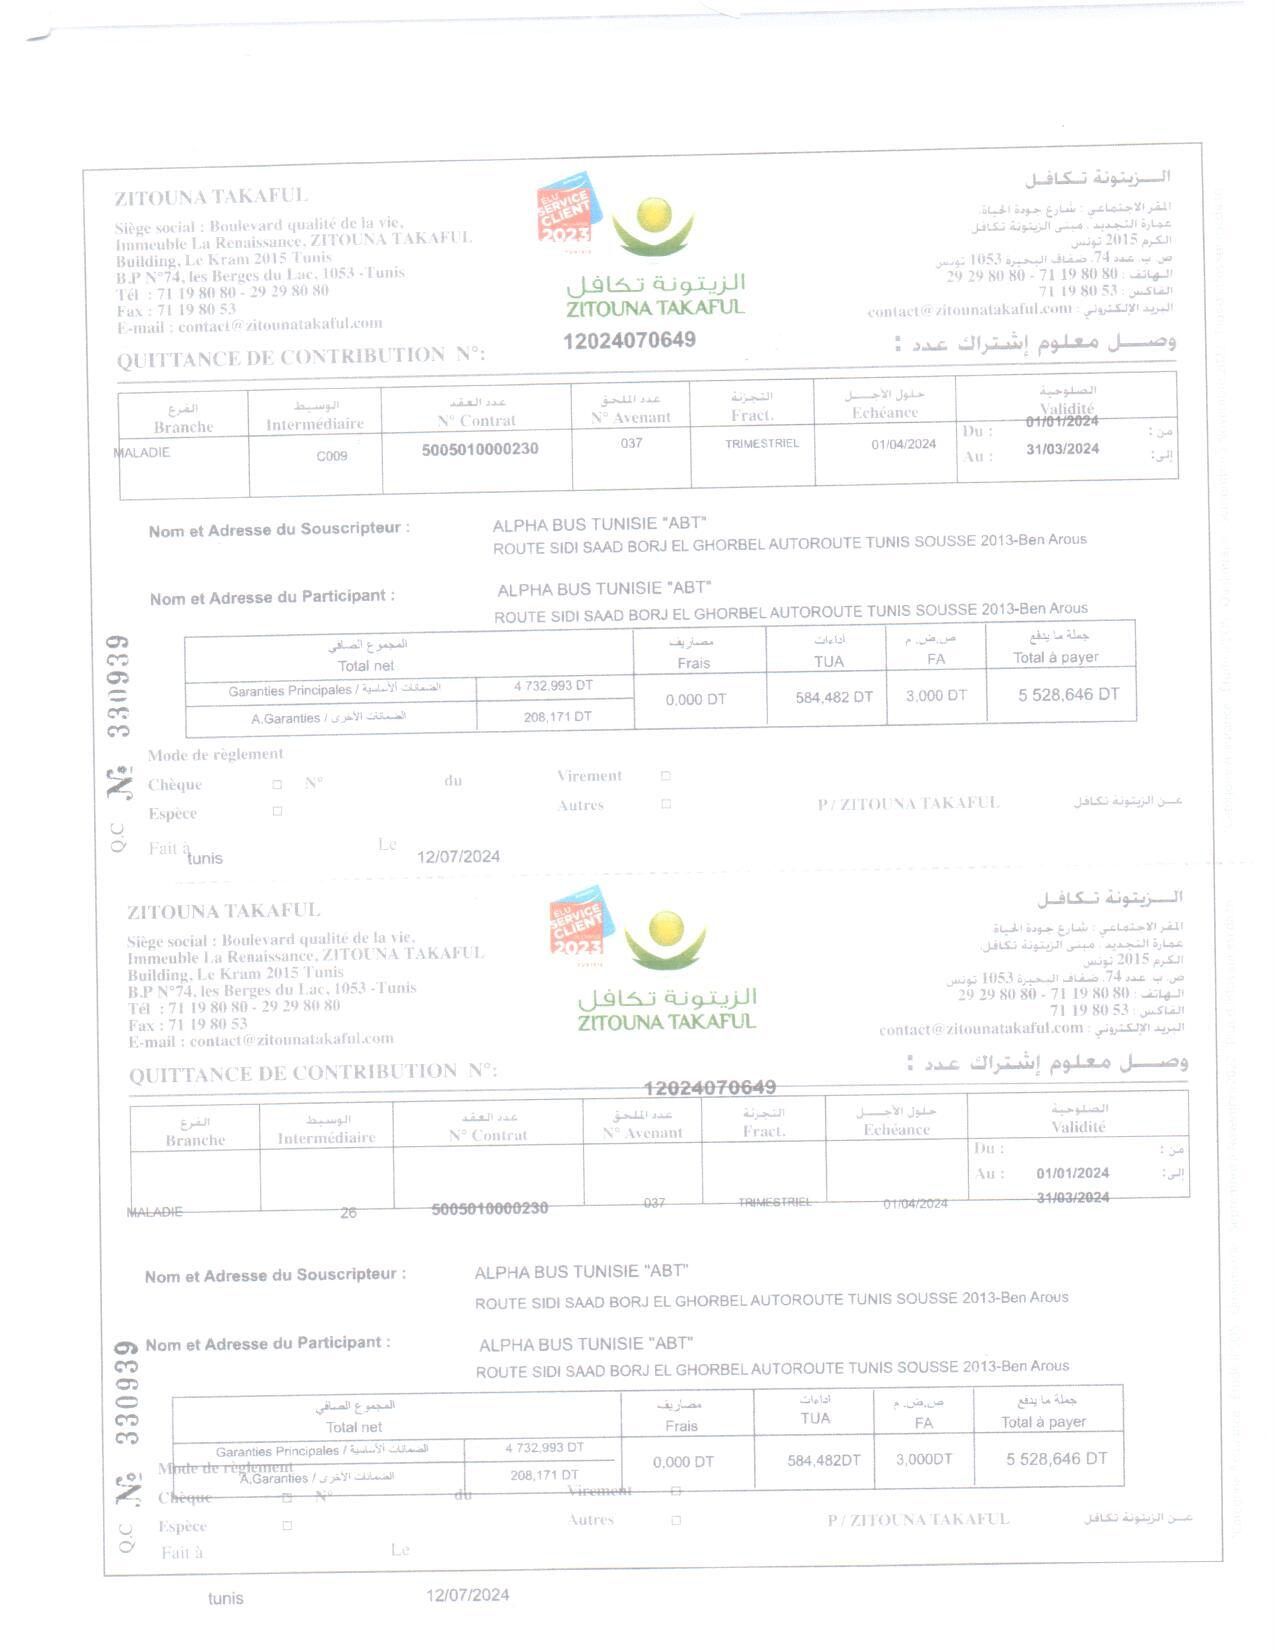 ZITOUNA TAKAFUL
Siège social : Boulevard qualité de la vie,
Immeuble La Renaissance, ZITOUNA TAKAFUL
Building, Le Kram 2015 Tunis
B.P N°74, les Berges du Lac, 1053 -Tunis
Tél : 71 19 80 80 - 29 29 80 80
Fax : 71 19 80 53
E-mail : contact@zitounatakaful.com
ÉLU SERVICE CLIENT 2023 TUNISIE
الزيتونة تكافل
ZITOUNA TAKAFUL
الـــزيتونة تـكـافــل
المقر الاجتماعي : شارع جودة الحياة،
عمارة التجديد، مبنى الزيتونة تكافل
الكرم 2015 تونس
ص. ب. عدد 74، ضفاف البحيرة 1053 تونس
الهاتف : 80 80 19 71 - 80 80 29 29
الفاكس : 53 80 19 71
البريد الإلكتروني : contact@zitounatakaful.com
QUITTANCE DE CONTRIBUTION N°: 12024070649 وصـــل معلوم إشتراك عدد :
الفرع الوسيط عدد العقد عدد الملحق التجزئة حلول الأجـــل الصلوحية
Branche Intermédiaire N° Contrat N° Avenant Fract. Echéance Validité
MALADIE C009 5005010000230 037 TRIMESTRIEL 01/04/2024 Du : 01/01/2024 من :
Au : 31/03/2024 إلى:
Nom et Adresse du Souscripteur : ALPHA BUS TUNISIE "ABT"
ROUTE SIDI SAAD BORJ EL GHORBEL AUTOROUTE TUNIS SOUSSE 2013-Ben Arous
Nom et Adresse du Participant : ALPHA BUS TUNISIE "ABT"
ROUTE SIDI SAAD BORJ EL GHORBEL AUTOROUTE TUNIS SOUSSE 2013-Ben Arous
المجموع الصافي مصاريف اداءات ص.ض. م جملة ما يدفع
Total net Frais TUA FA Total à payer
Garanties Principales / الضمانات الأساسية 4 732,993 DT 0,000 DT 584,482 DT 3,000 DT 5 528,646 DT
A.Garanties / الضمانات الأخرى 208,171 DT
Q.C N° 330939
Mode de règlement
Chèque □ N° du Virement □
Espèce □ Autres □ P / ZITOUNA TAKAFUL عـــن الزيتونة تكافل
Fait à tunis Le 12/07/2024
ZITOUNA TAKAFUL
Siège social : Boulevard qualité de la vie,
Immeuble La Renaissance, ZITOUNA TAKAFUL
Building, Le Kram 2015 Tunis
B.P N°74, les Berges du Lac, 1053 -Tunis
Tél : 71 19 80 80 - 29 29 80 80
Fax : 71 19 80 53
E-mail : contact@zitounatakaful.com
ÉLU SERVICE CLIENT 2023 TUNISIE
الزيتونة تكافل
ZITOUNA TAKAFUL
الـــزيتونة تـكـافــل
المقر الاجتماعي : شارع جودة الحياة
عمارة التجديد، مبنى الزيتونة تكافل
الكرم 2015 تونس
ص. ب. عدد 74، ضفاف البحيرة 1053 تونس
الهاتف : 80 80 19 71 - 80 80 29 29
الفاكس : 53 80 19 71
البريد الإلكتروني : contact@zitounatakaful.com
QUITTANCE DE CONTRIBUTION N°: 12024070649 وصـــل معلوم إشتراك عدد :
الفرع الوسيط عدد العقد عدد الملحق التجزئة حلول الأجـــل الصلوحية
Branche Intermédiaire N° Contrat N° Avenant Fract. Echéance Validité
Du : من :
Au : 01/01/2024 إلى:
MALADIE 26 5005010000230 037 TRIMESTRIEL 01/04/2024 31/03/2024
Nom et Adresse du Souscripteur : ALPHA BUS TUNISIE "ABT"
ROUTE SIDI SAAD BORJ EL GHORBEL AUTOROUTE TUNIS SOUSSE 2013-Ben Arous
Nom et Adresse du Participant : ALPHA BUS TUNISIE "ABT"
ROUTE SIDI SAAD BORJ EL GHORBEL AUTOROUTE TUNIS SOUSSE 2013-Ben Arous
المجموع الصافي مصاريف اداءات ص.ض. م جملة ما يدفع
Total net Frais TUA FA Total à payer
Garanties Principales / الضمانات الأساسية 4 732,993 DT 0,000 DT 584,482DT 3,000DT 5 528,646 DT
Mode de règlement
A.Garanties / الضمانات الأخرى 208,171 DT
Q.C N° 330939
Chèque □ N° du Virement □
Espèce □ Autres □ P / ZITOUNA TAKAFUL عـــن الزيتونة تكافل
Fait à Le
tunis 12/07/2024